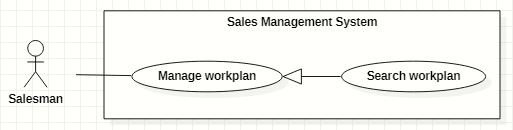 Sales Management System
Manage workplan
Search workplan
Salesman